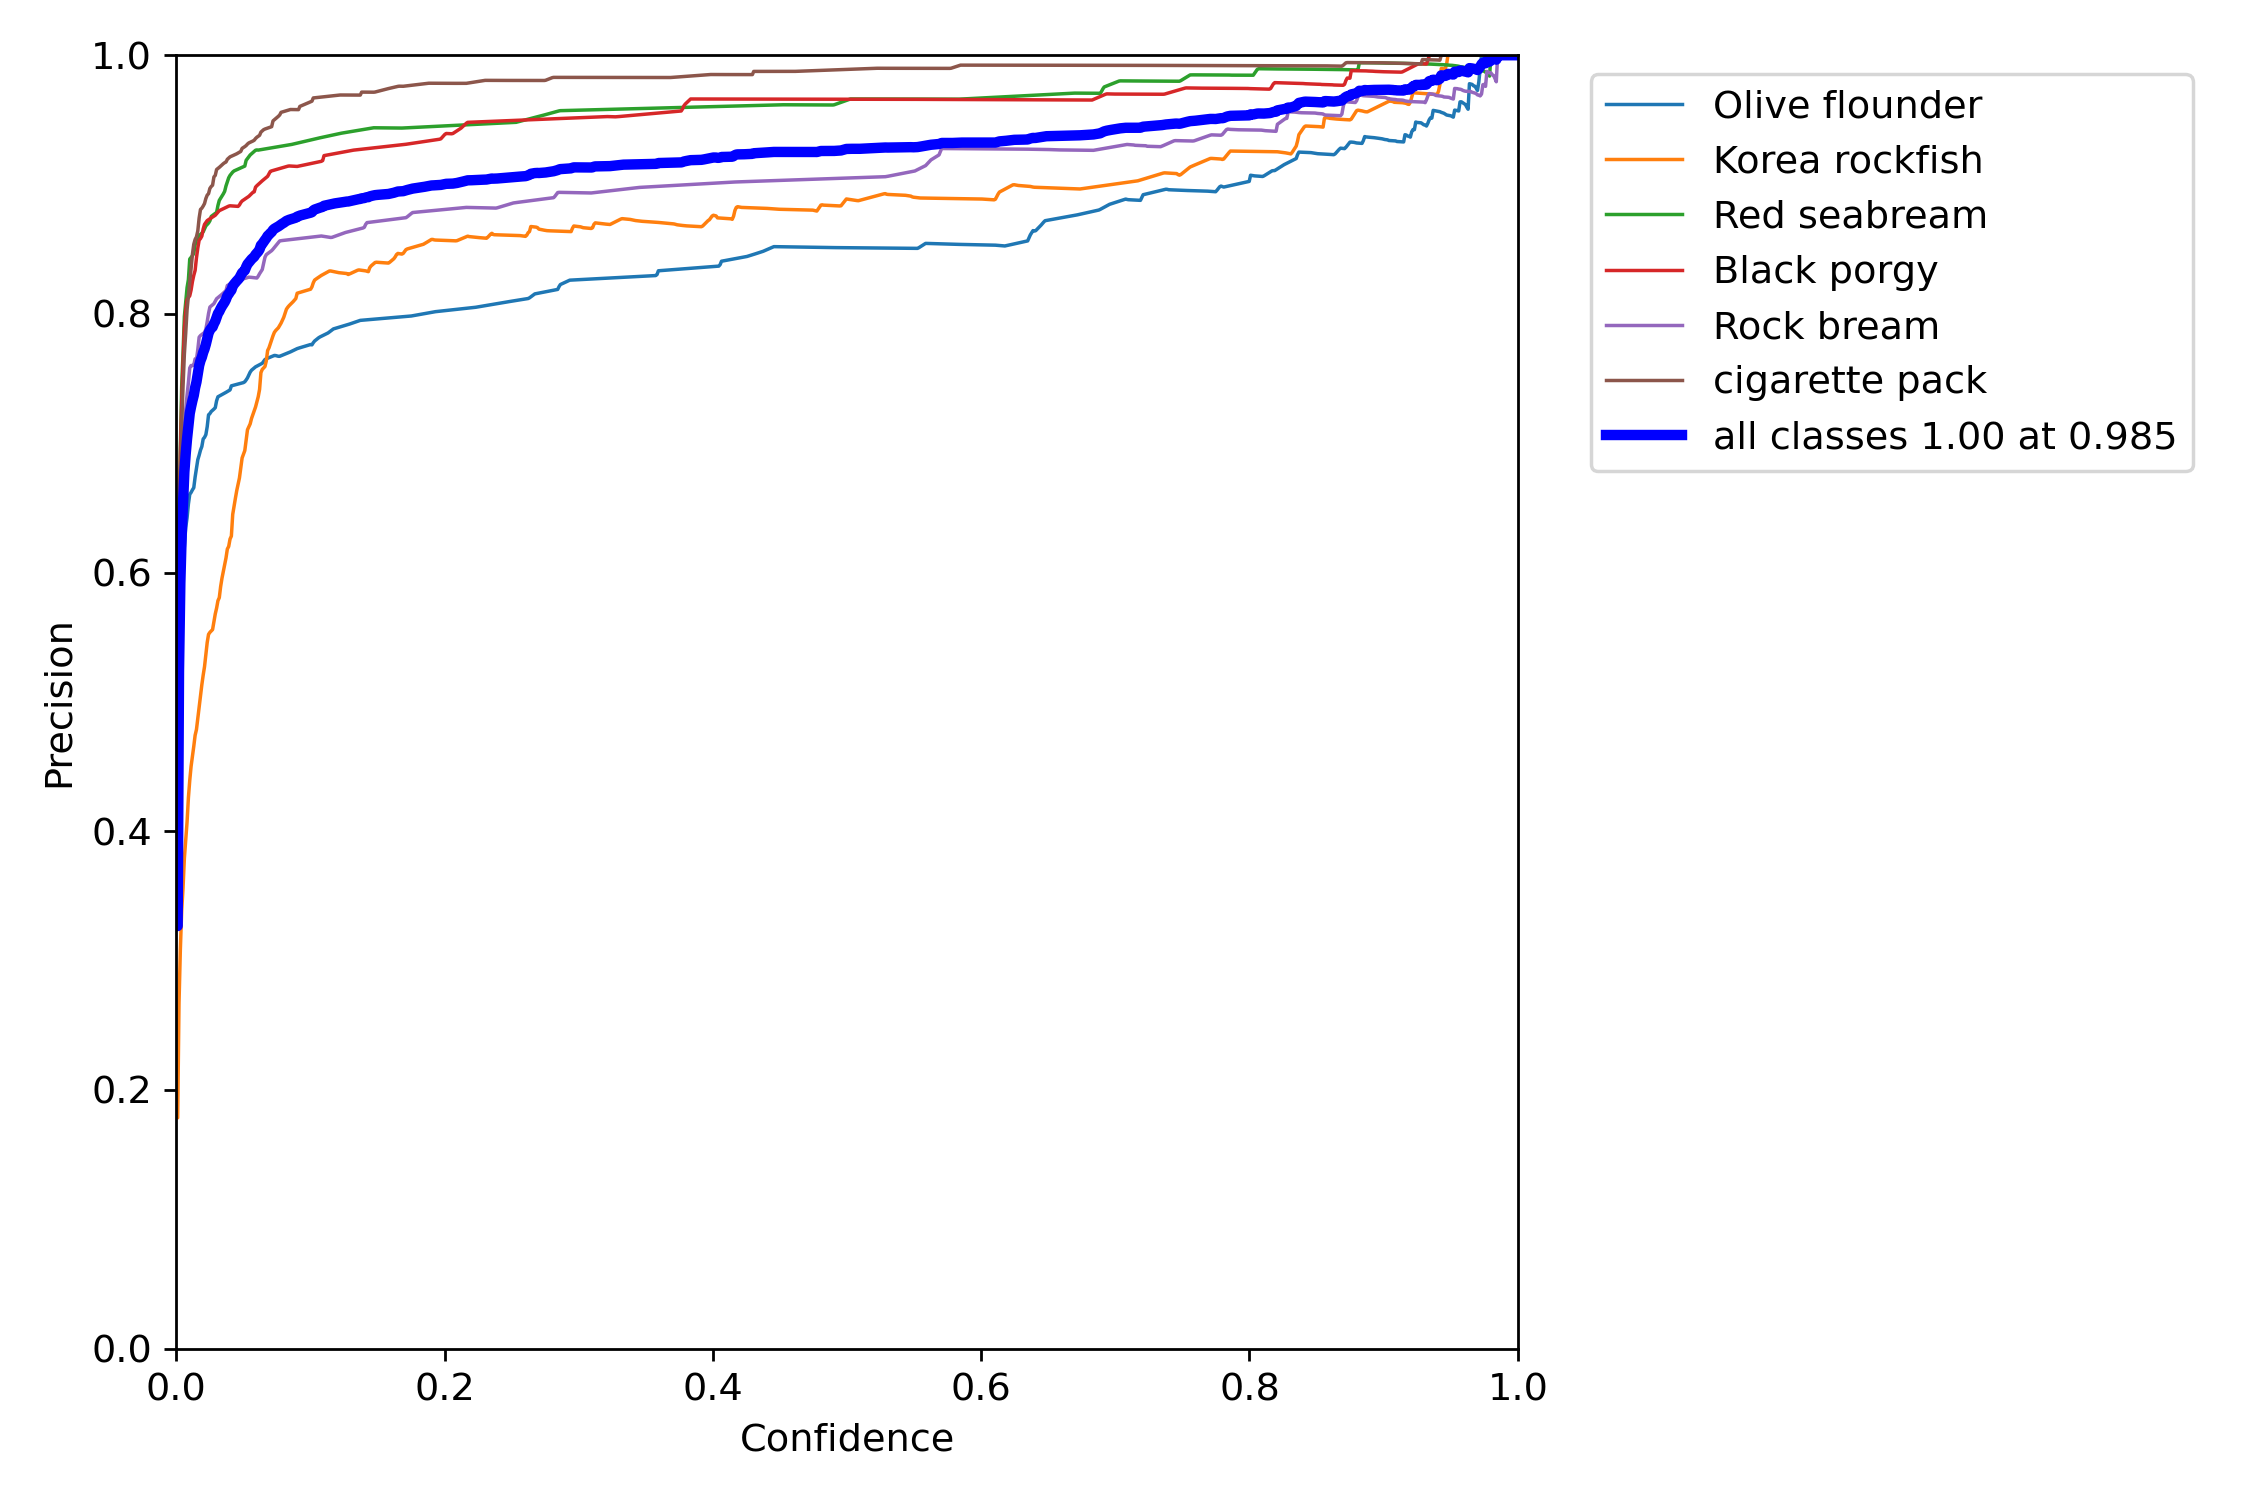 1.0
0.8
0.6
0.4
0.2
0.0
Precision
0.0 0.2 0.4 0.6 0.8 1.0
Confidence
Olive flounder
Korea rockfish
Red seabream
Black porgy
Rock bream
cigarette pack
all classes 1.00 at 0.985